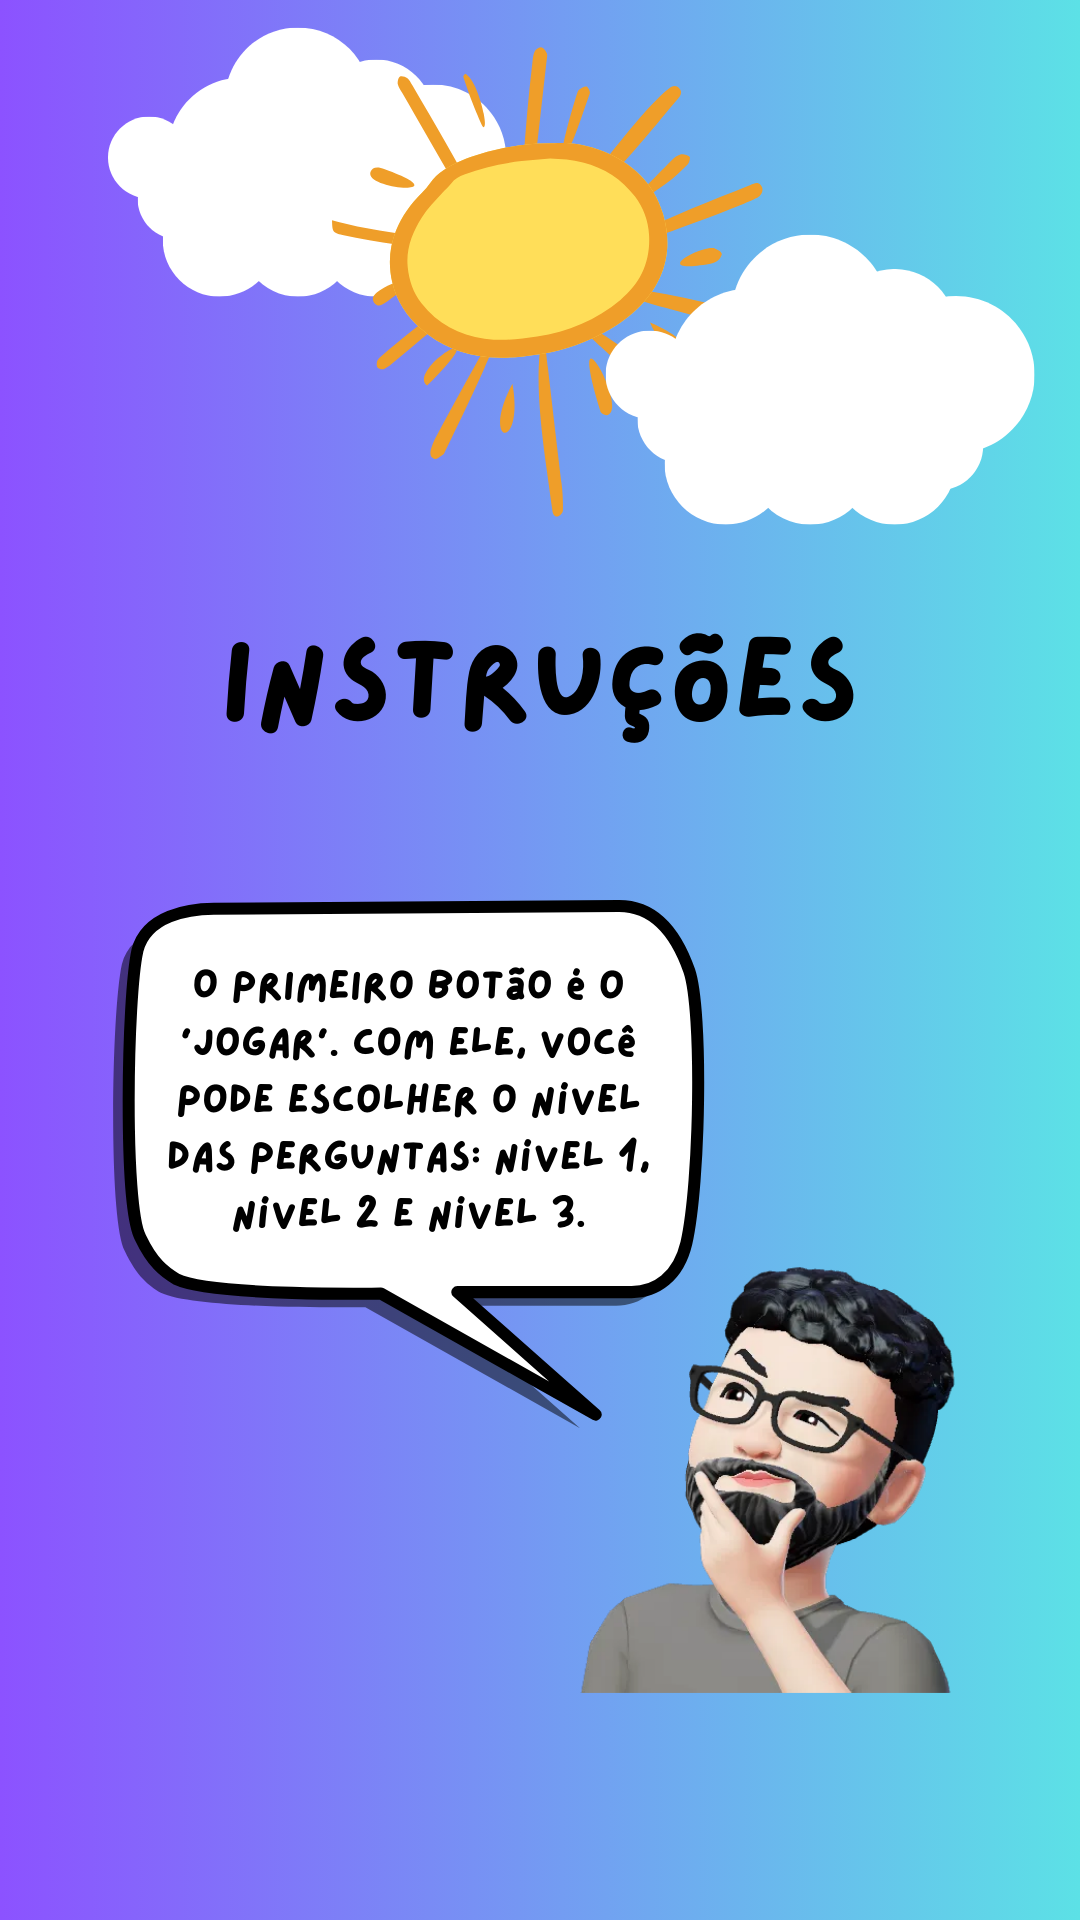 INSTRUÇÕES
O PRIMEIRO BOTÃO É O
'JOGAR'. COM ELE, VOCÊ
PODE ESCOLHER O NÍVEL
DAS PERGUNTAS: NÍVEL 1,
NÍVEL 2 E NÍVEL 3.